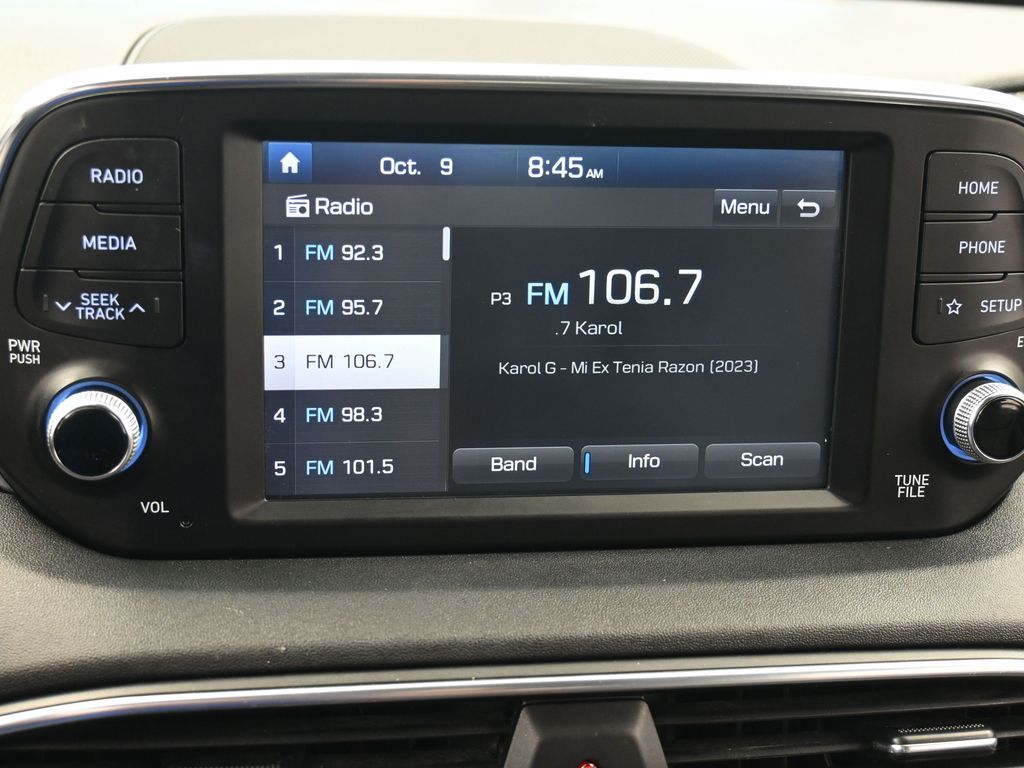 Oct. 9 8:45 AM
Radio Menu
1 FM 92.3
2 FM 95.7
3 FM 106.7
4 FM 98.3
5 FM 101.5
P3 FM 106.7
.7 Karol
Karol G - Mi Ex Tenia Razon (2023)
Band Info Scan
RADIO
MEDIA
SEEK
TRACK
PWR
PUSH
VOL
HOME
PHONE
SETUP
E
TUNE
FILE